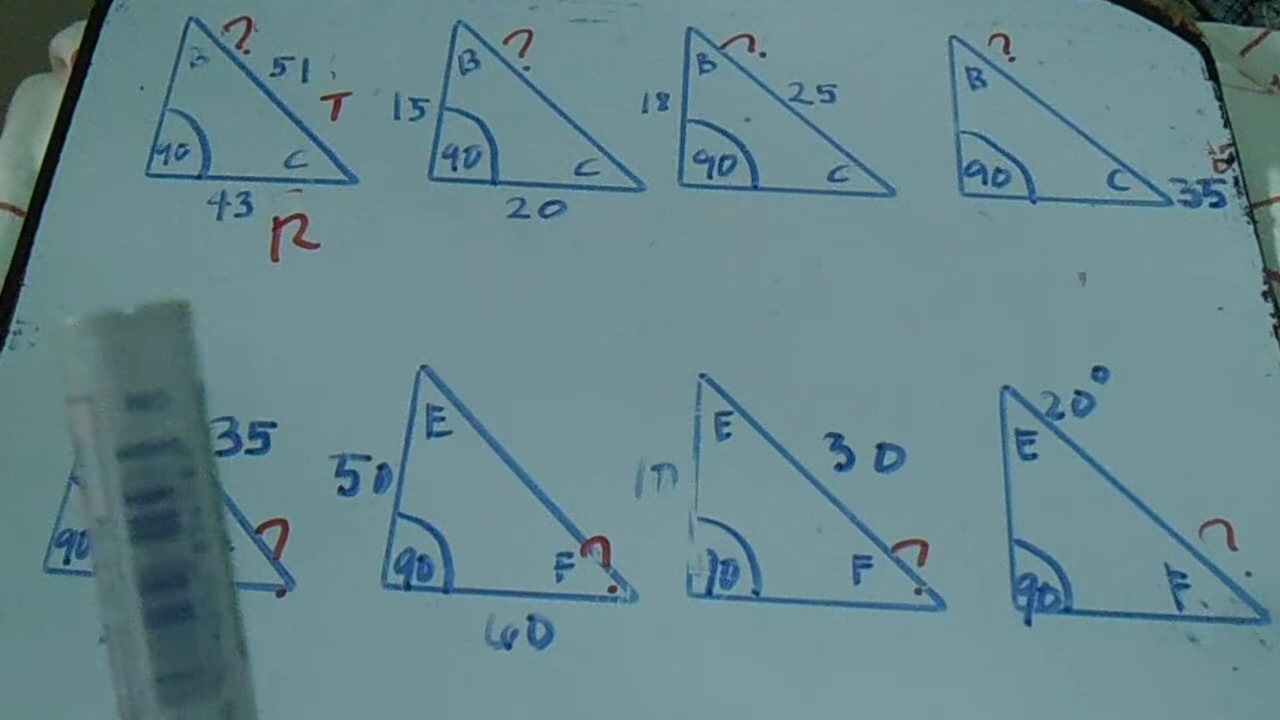 ? ? ? ?
51 B B B
T 15 18 25
90 90 90
C C C C
43 20 35
R
35 20°
E E E
50 30
90 ? 90 ? ? ?
F F F
90
60